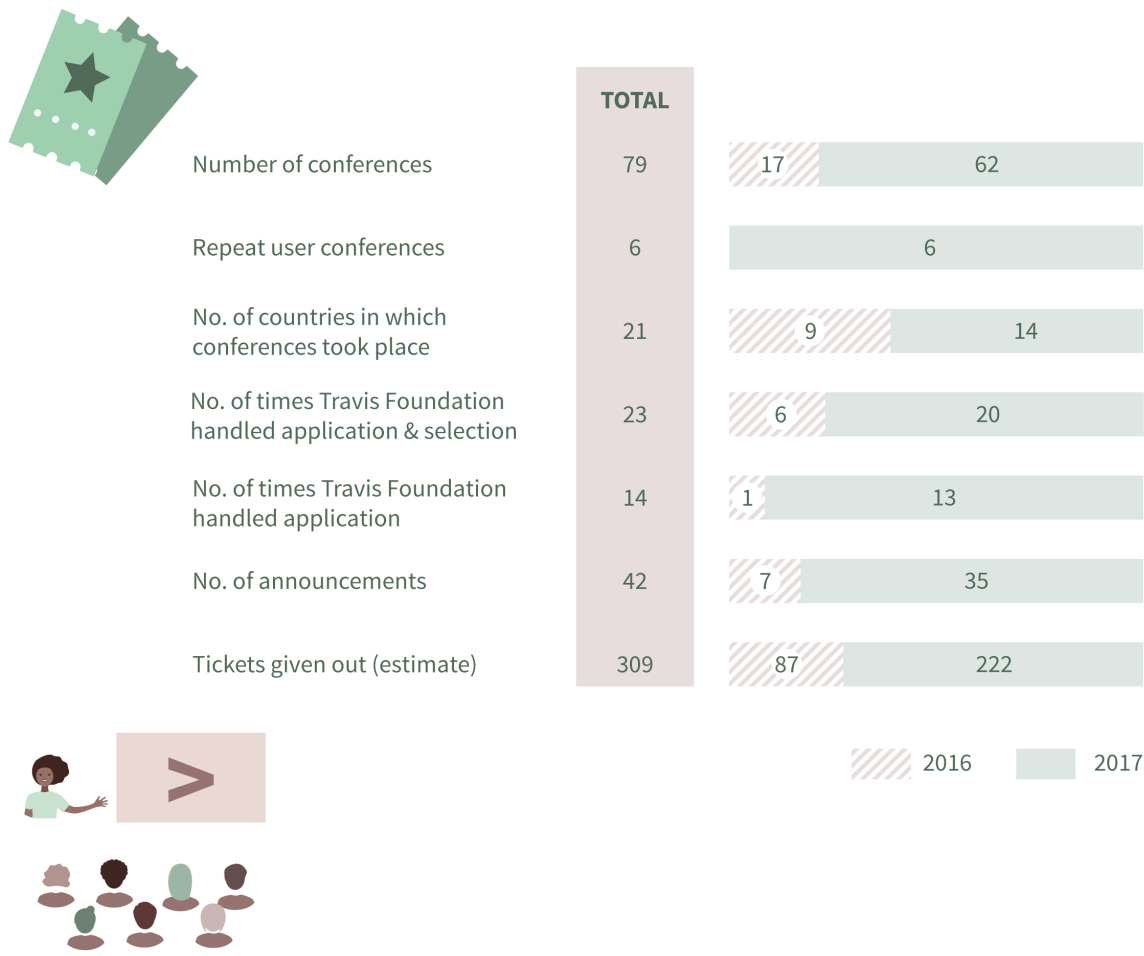 TOTAL
Number of conferences 79 17 62
Repeat user conferences 6 6
No. of countries in which
conferences took place 21 9 14
No. of times Travis Foundation
handled application & selection 23 6 20
No. of times Travis Foundation
handled application 14 1 13
No. of announcements 42 7 35
Tickets given out (estimate) 309 87 222
2016 2017
>